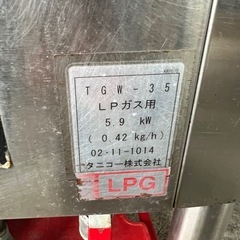 TGW-35
LPガス用
5.9 kW
( 0.42 kg/h )
02-11-1014
タニコー株式会社
LPG